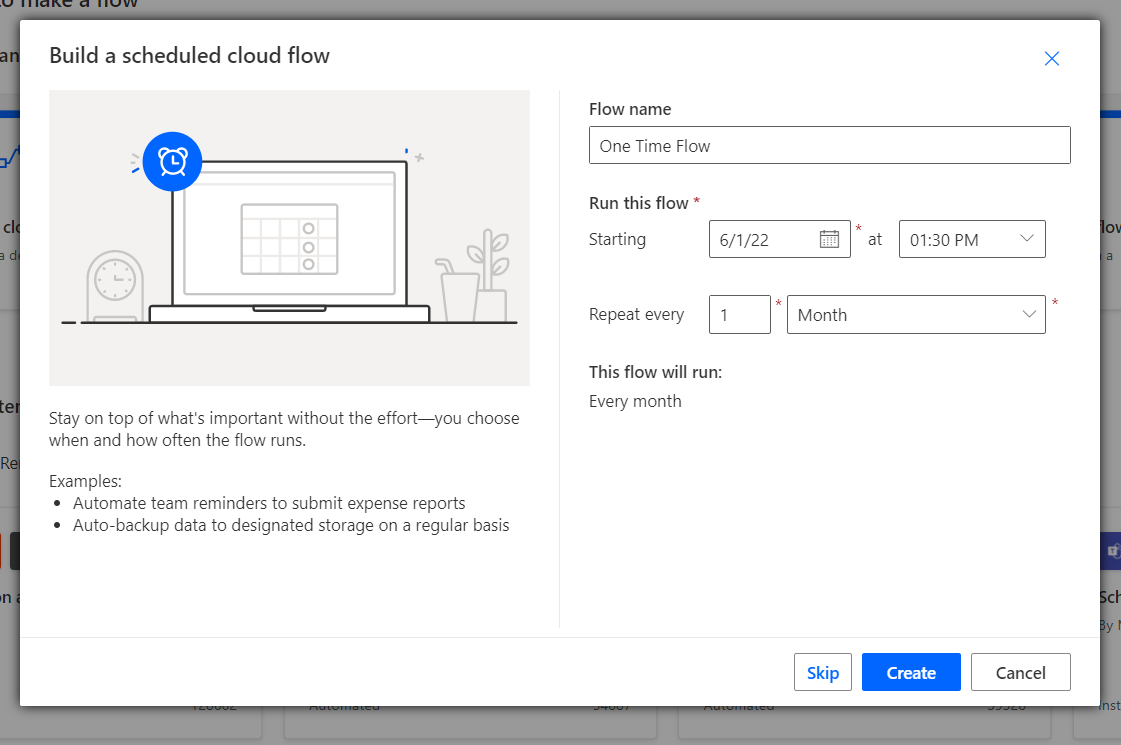 to make a flow
Build a scheduled cloud flow
Flow name
One Time Flow
Run this flow *
Starting
6/1/22
*
at
01:30 PM
Repeat every
1
*
Month
*
This flow will run:
Every month
Stay on top of what's important without the effort—you choose
when and how often the flow runs.
Examples:
• Automate team reminders to submit expense reports
• Auto-backup data to designated storage on a regular basis
Skip
Create
Cancel
Automated
Automated